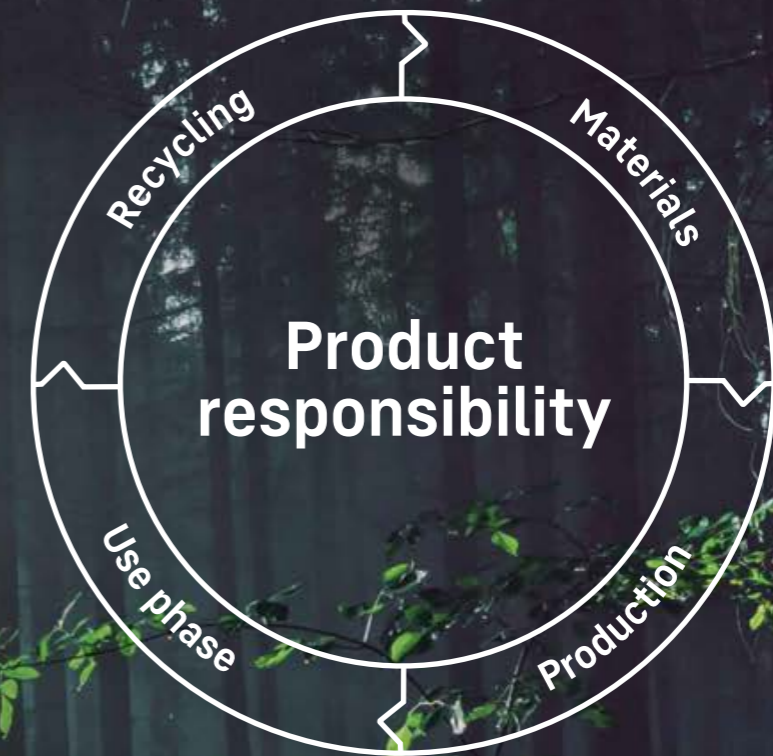 Product
responsibility
Materials
Production
Use phase
Recycling